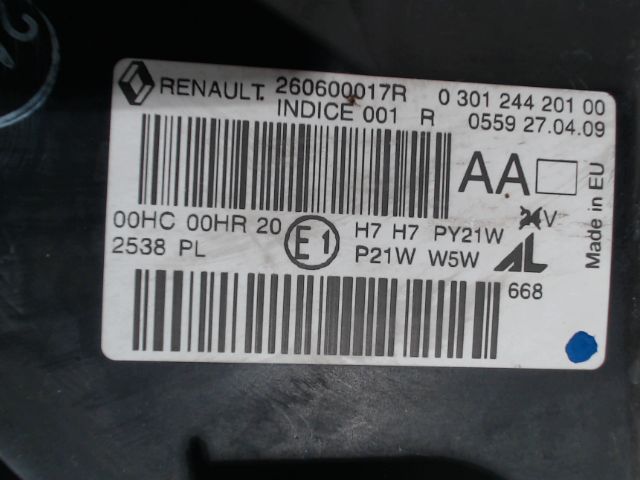 RENAULT. 260600017R 0 301 244 201 00
INDICE 001 R 0559 27.04.09
AA
00HC 00HR 20 E1 H7 H7 PY21W V
2538 PL P21W W5W AL
668
Made in EU